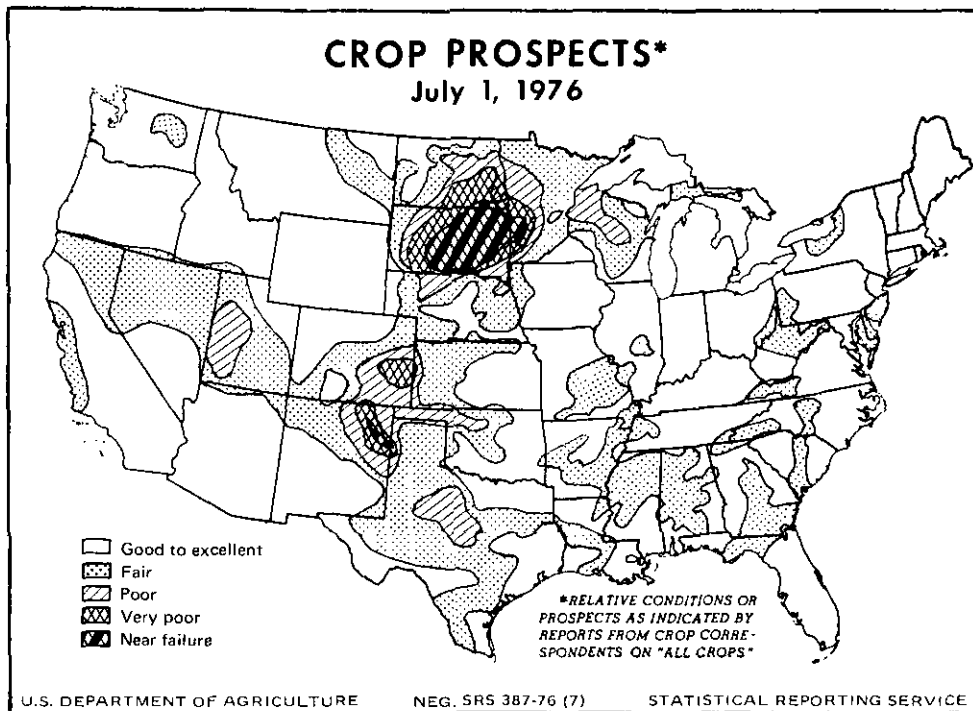 CROP PROSPECTS*
July 1, 1976
Good to excellent
Fair
Poor
Very poor
Near failure
*RELATIVE CONDITIONS OR
PROSPECTS AS INDICATED BY
REPORTS FROM CROP CORRE-
SPONDENTS ON "ALL CROPS"
U.S. DEPARTMENT OF AGRICULTURE NEG. SRS 387-76 (7) STATISTICAL REPORTING SERVICE